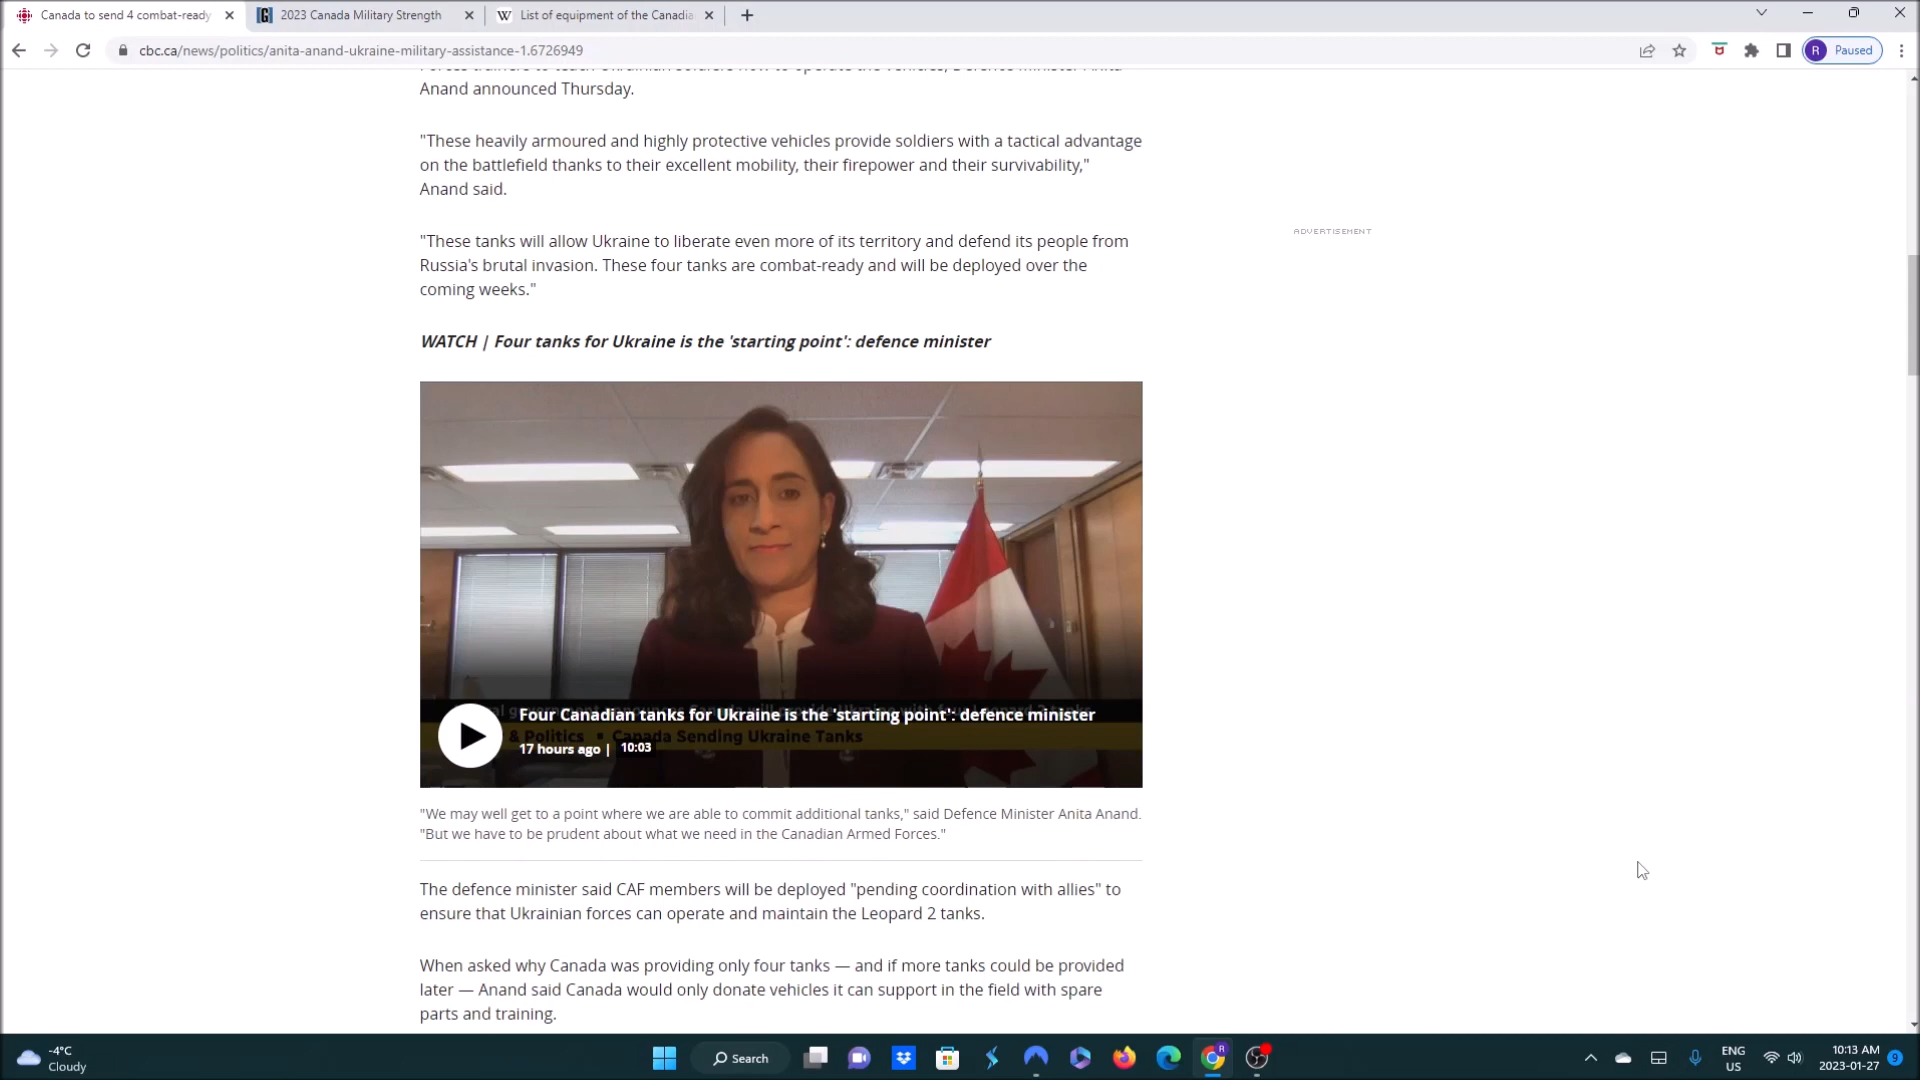 Canada to send 4 combat-ready
2023 Canada Military Strength
List of equipment of the Canadia
cbc.ca/news/politics/anita-anand-ukraine-military-assistance-1.6726949
R
Paused
Anand announced Thursday.
"These heavily armoured and highly protective vehicles provide soldiers with a tactical advantage
on the battlefield thanks to their excellent mobility, their firepower and their survivability,"
Anand said.
ADVERTISEMENT
"These tanks will allow Ukraine to liberate even more of its territory and defend its people from
Russia's brutal invasion. These four tanks are combat-ready and will be deployed over the
coming weeks."
WATCH | Four tanks for Ukraine is the 'starting point': defence minister
Four Canadian tanks for Ukraine is the 'starting point': defence minister
& Politics ▪ Canada Sending Ukraine Tanks
17 hours ago | 10:03
"We may well get to a point where we are able to commit additional tanks," said Defence Minister Anita Anand.
"But we have to be prudent about what we need in the Canadian Armed Forces."
The defence minister said CAF members will be deployed "pending coordination with allies" to
ensure that Ukrainian forces can operate and maintain the Leopard 2 tanks.
When asked why Canada was providing only four tanks — and if more tanks could be provided
later — Anand said Canada would only donate vehicles it can support in the field with spare
parts and training.
-4°C
Cloudy
Search
ENG
US
10:13 AM
2023-01-27
9